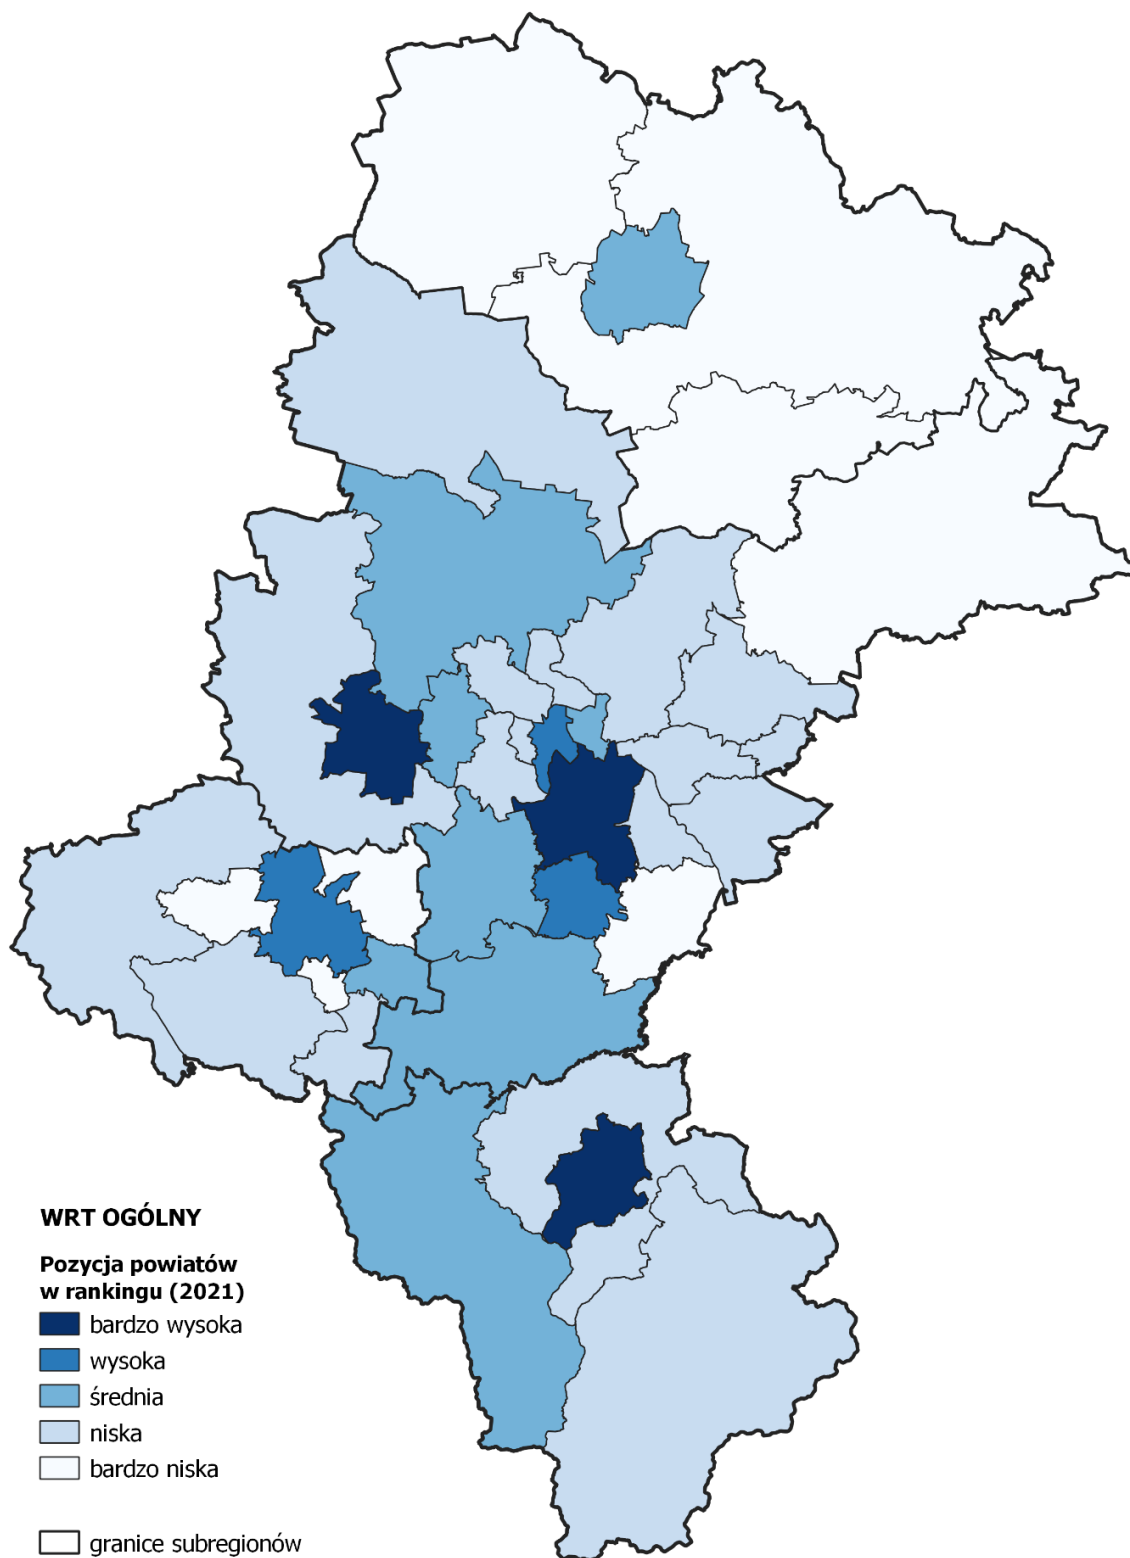 WRT OGÓLNY
Pozycja powiatów
w rankingu (2021)
bardzo wysoka
wysoka
średnia
niska
bardzo niska
granice subregionów